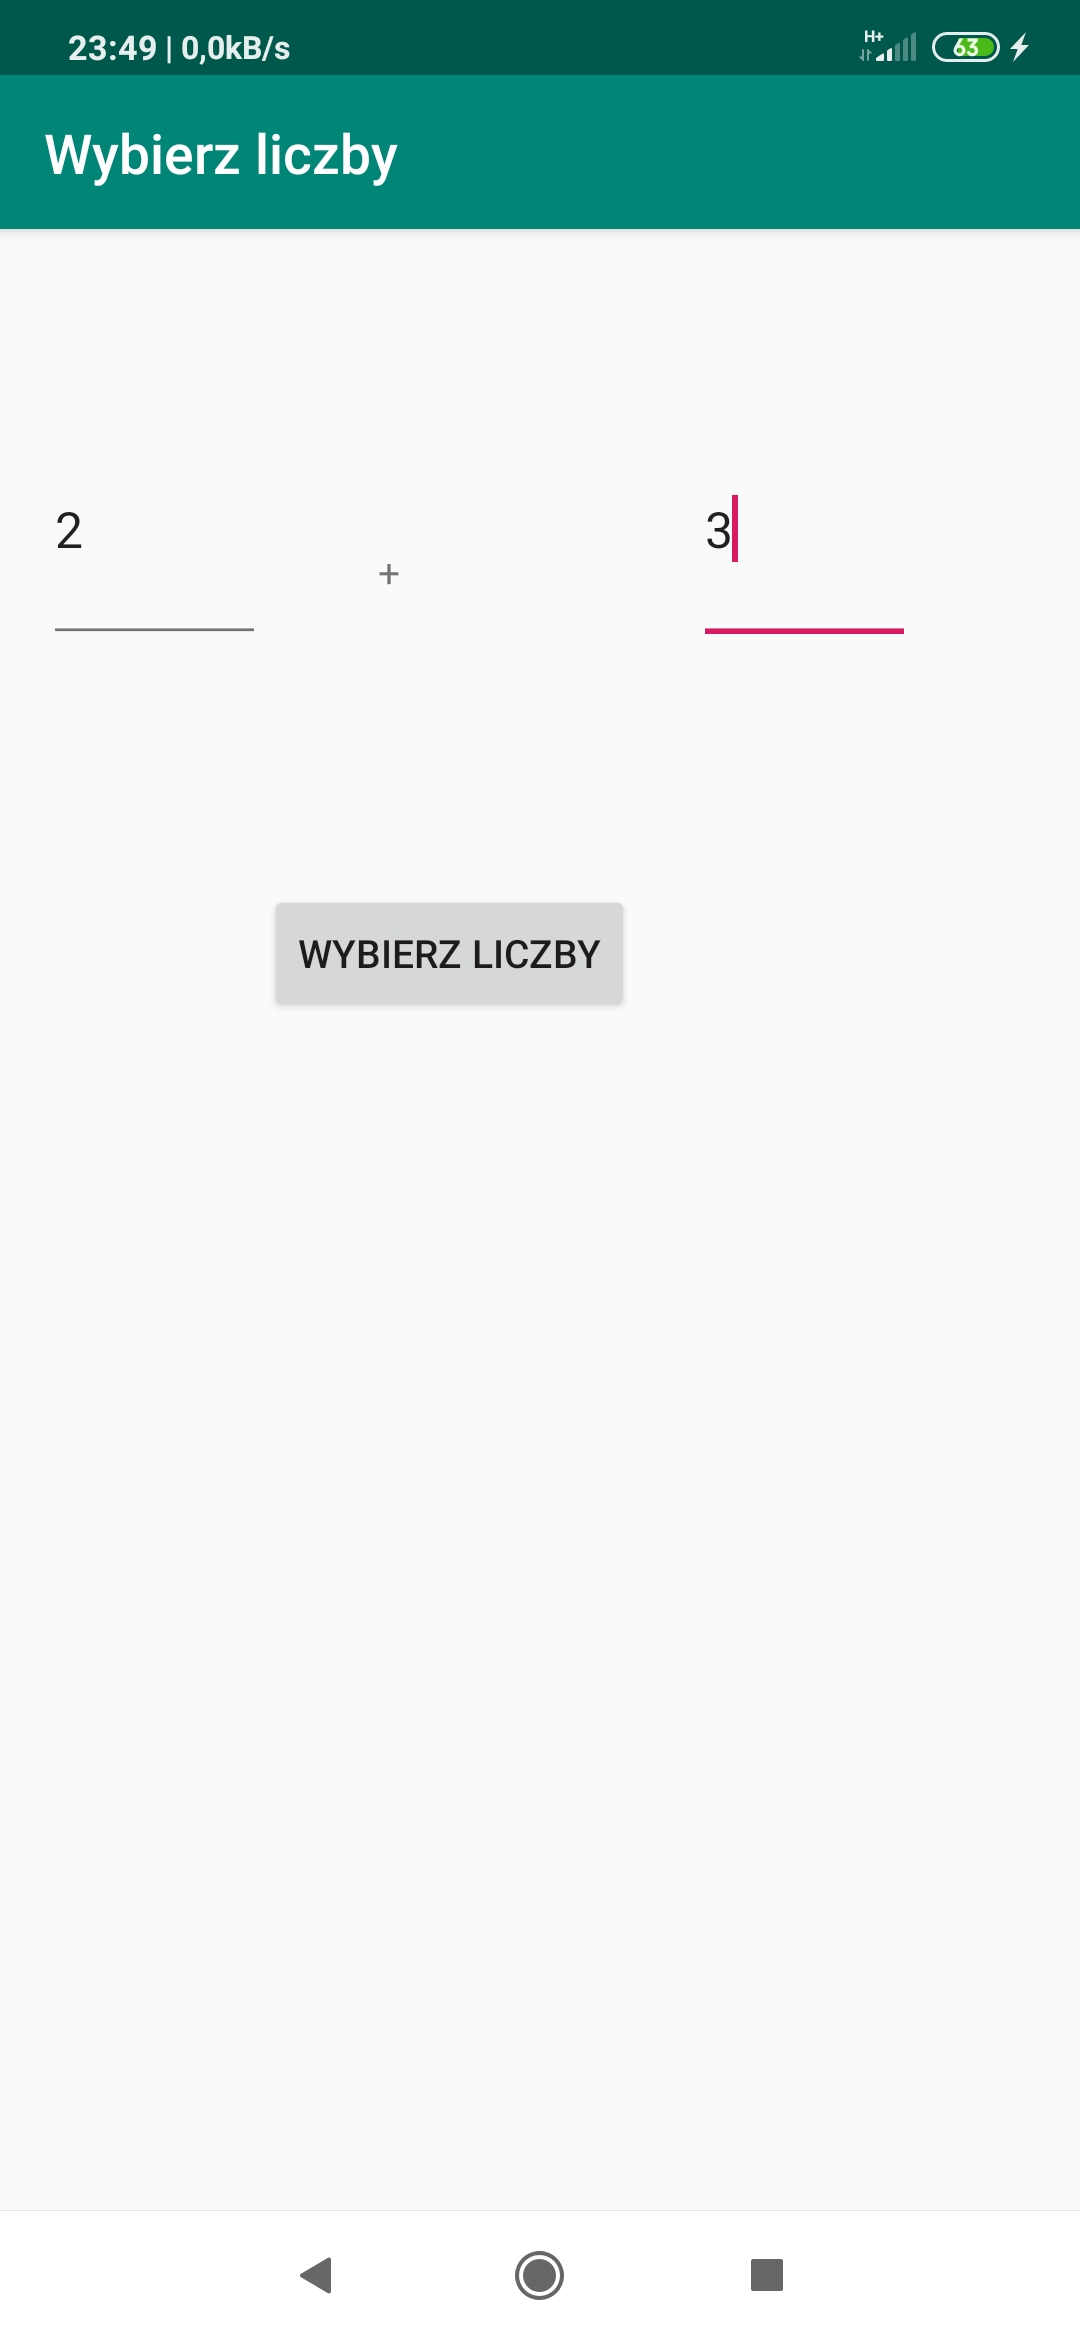 23:49 | 0,0kB/s H+ 63
Wybierz liczby
2 + 3
WYBIERZ LICZBY